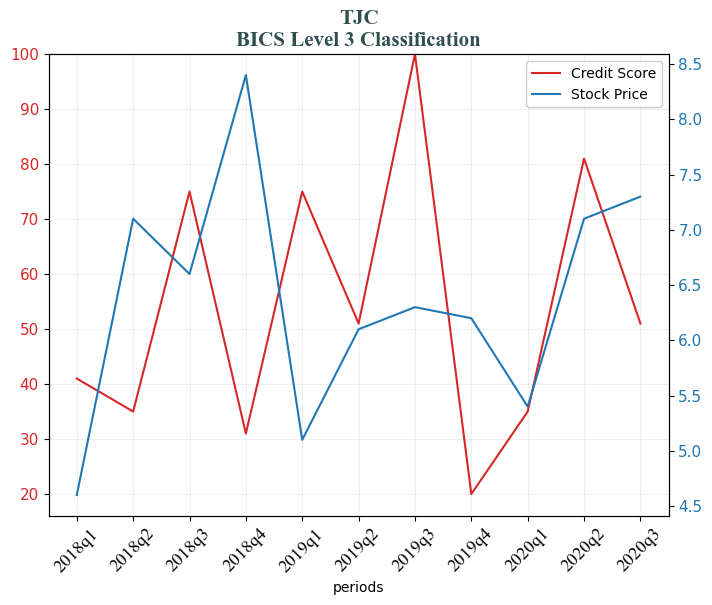 TJC
BICS Level 3 Classification
Credit Score
Stock Price
100
90
80
70
60
50
40
30
20
8.5
8.0
7.5
7.0
6.5
6.0
5.5
5.0
4.5
2018q1
2018q2
2018q3
2018q4
2019q1
2019q2
2019q3
2019q4
2020q1
2020q2
2020q3
periods